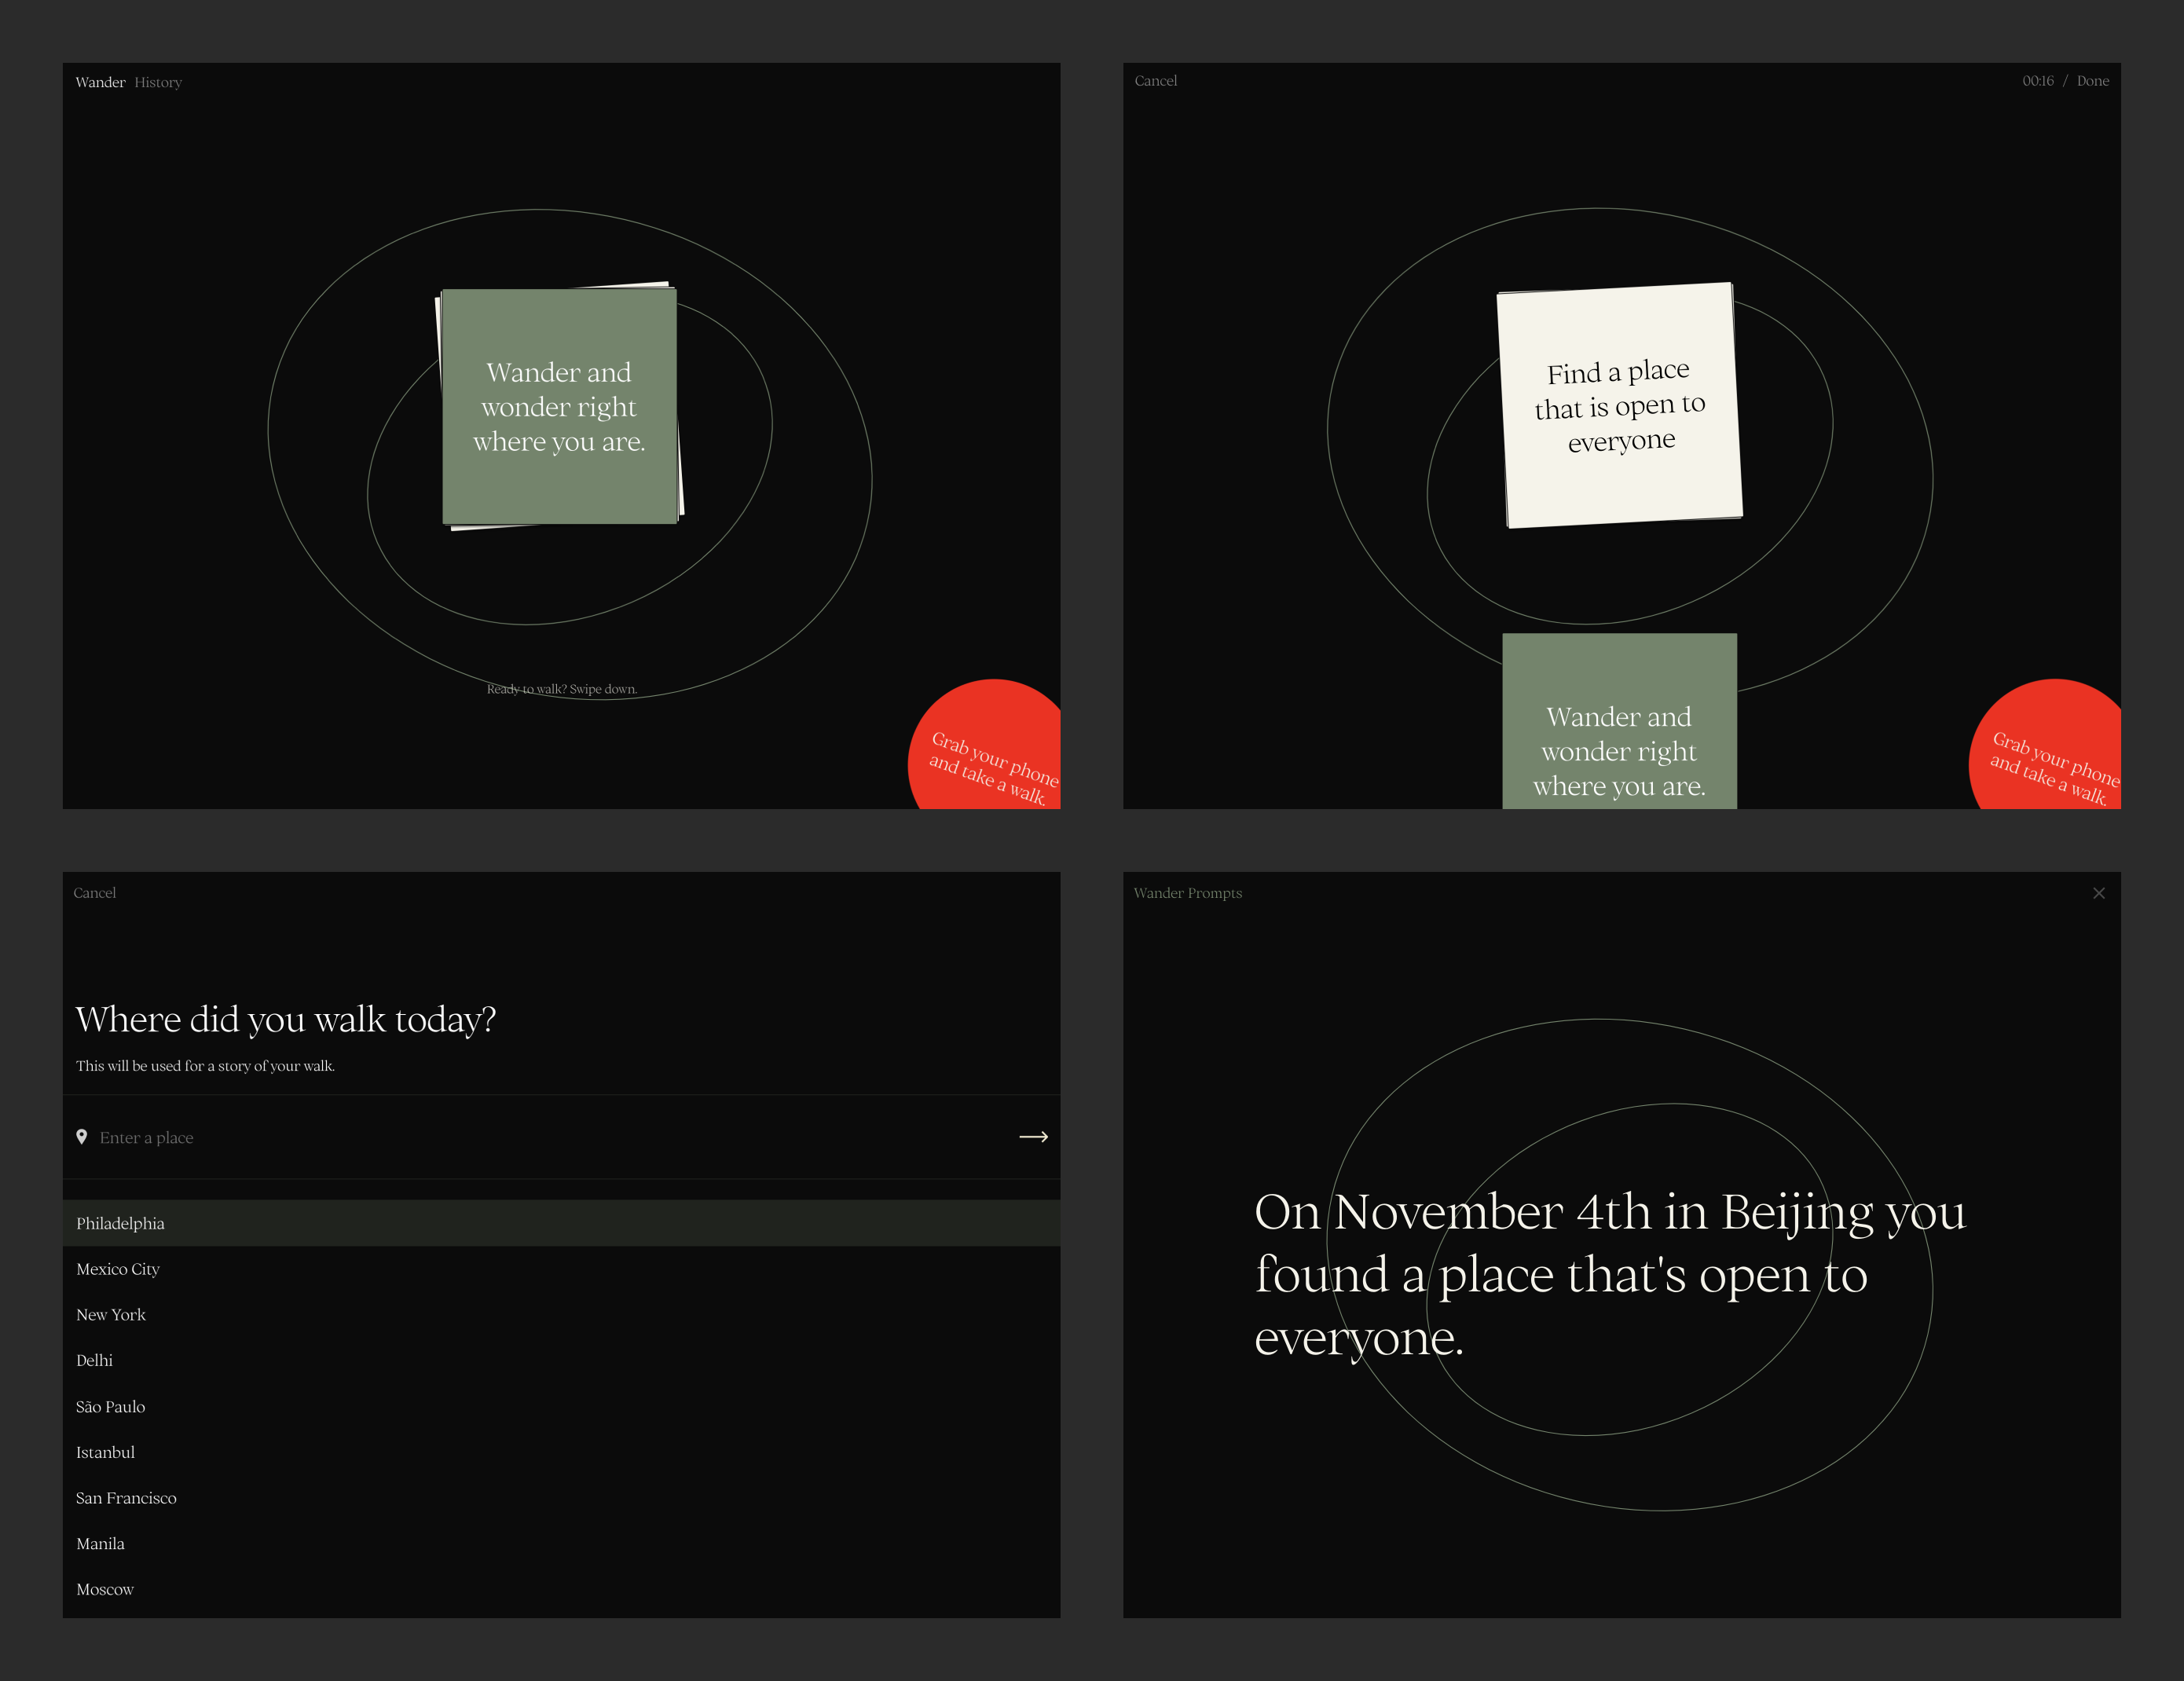 Wander History
Wander and
wonder right
where you are.
Ready to walk? Swipe down.
Grab your phone
and take a walk.
Cancel
00:16 / Done
Find a place
that is open to
everyone
Wander and
wonder right
where you are.
Grab your phone
and take a walk.
Cancel
Where did you walk today?
This will be used for a story of your walk.
Enter a place
Philadelphia
Mexico City
New York
Delhi
São Paulo
Istanbul
San Francisco
Manila
Moscow
Wander Prompts
On November 4th in Beijing you
found a place that's open to
everyone.